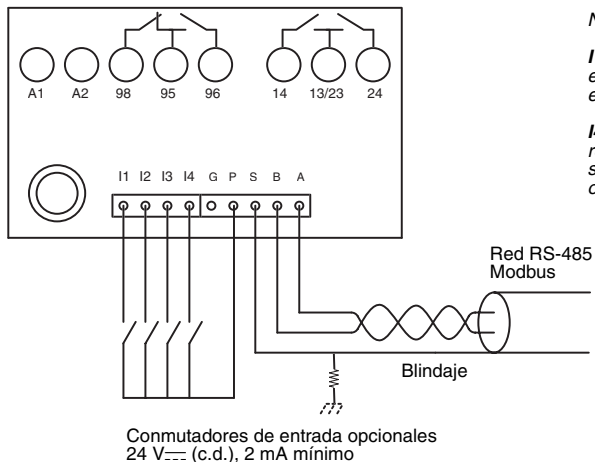 A1 A2 98 95 96 14 13/23 24
I1 I2 I3 I4 G P S B A
Red RS-485
Modbus
Blindaje
Conmutadores de entrada opcionales
24 V (c.d.), 2 mA mínimo